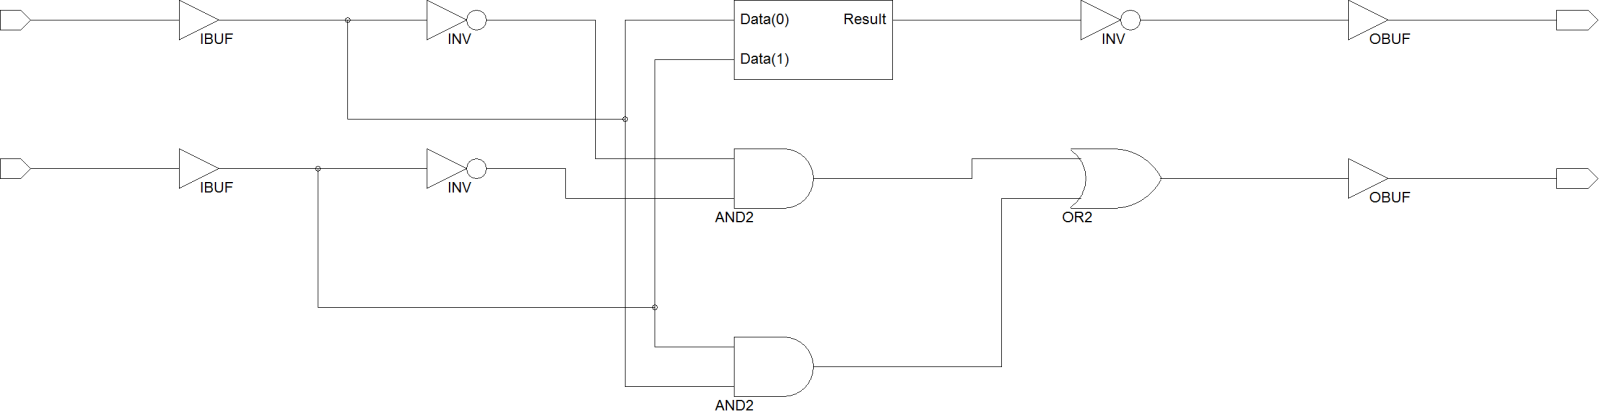 Data(0) Result
IBUF
INV
INV
OBUF
Data(1)
IBUF
INV
AND2
OR2
OBUF
AND2